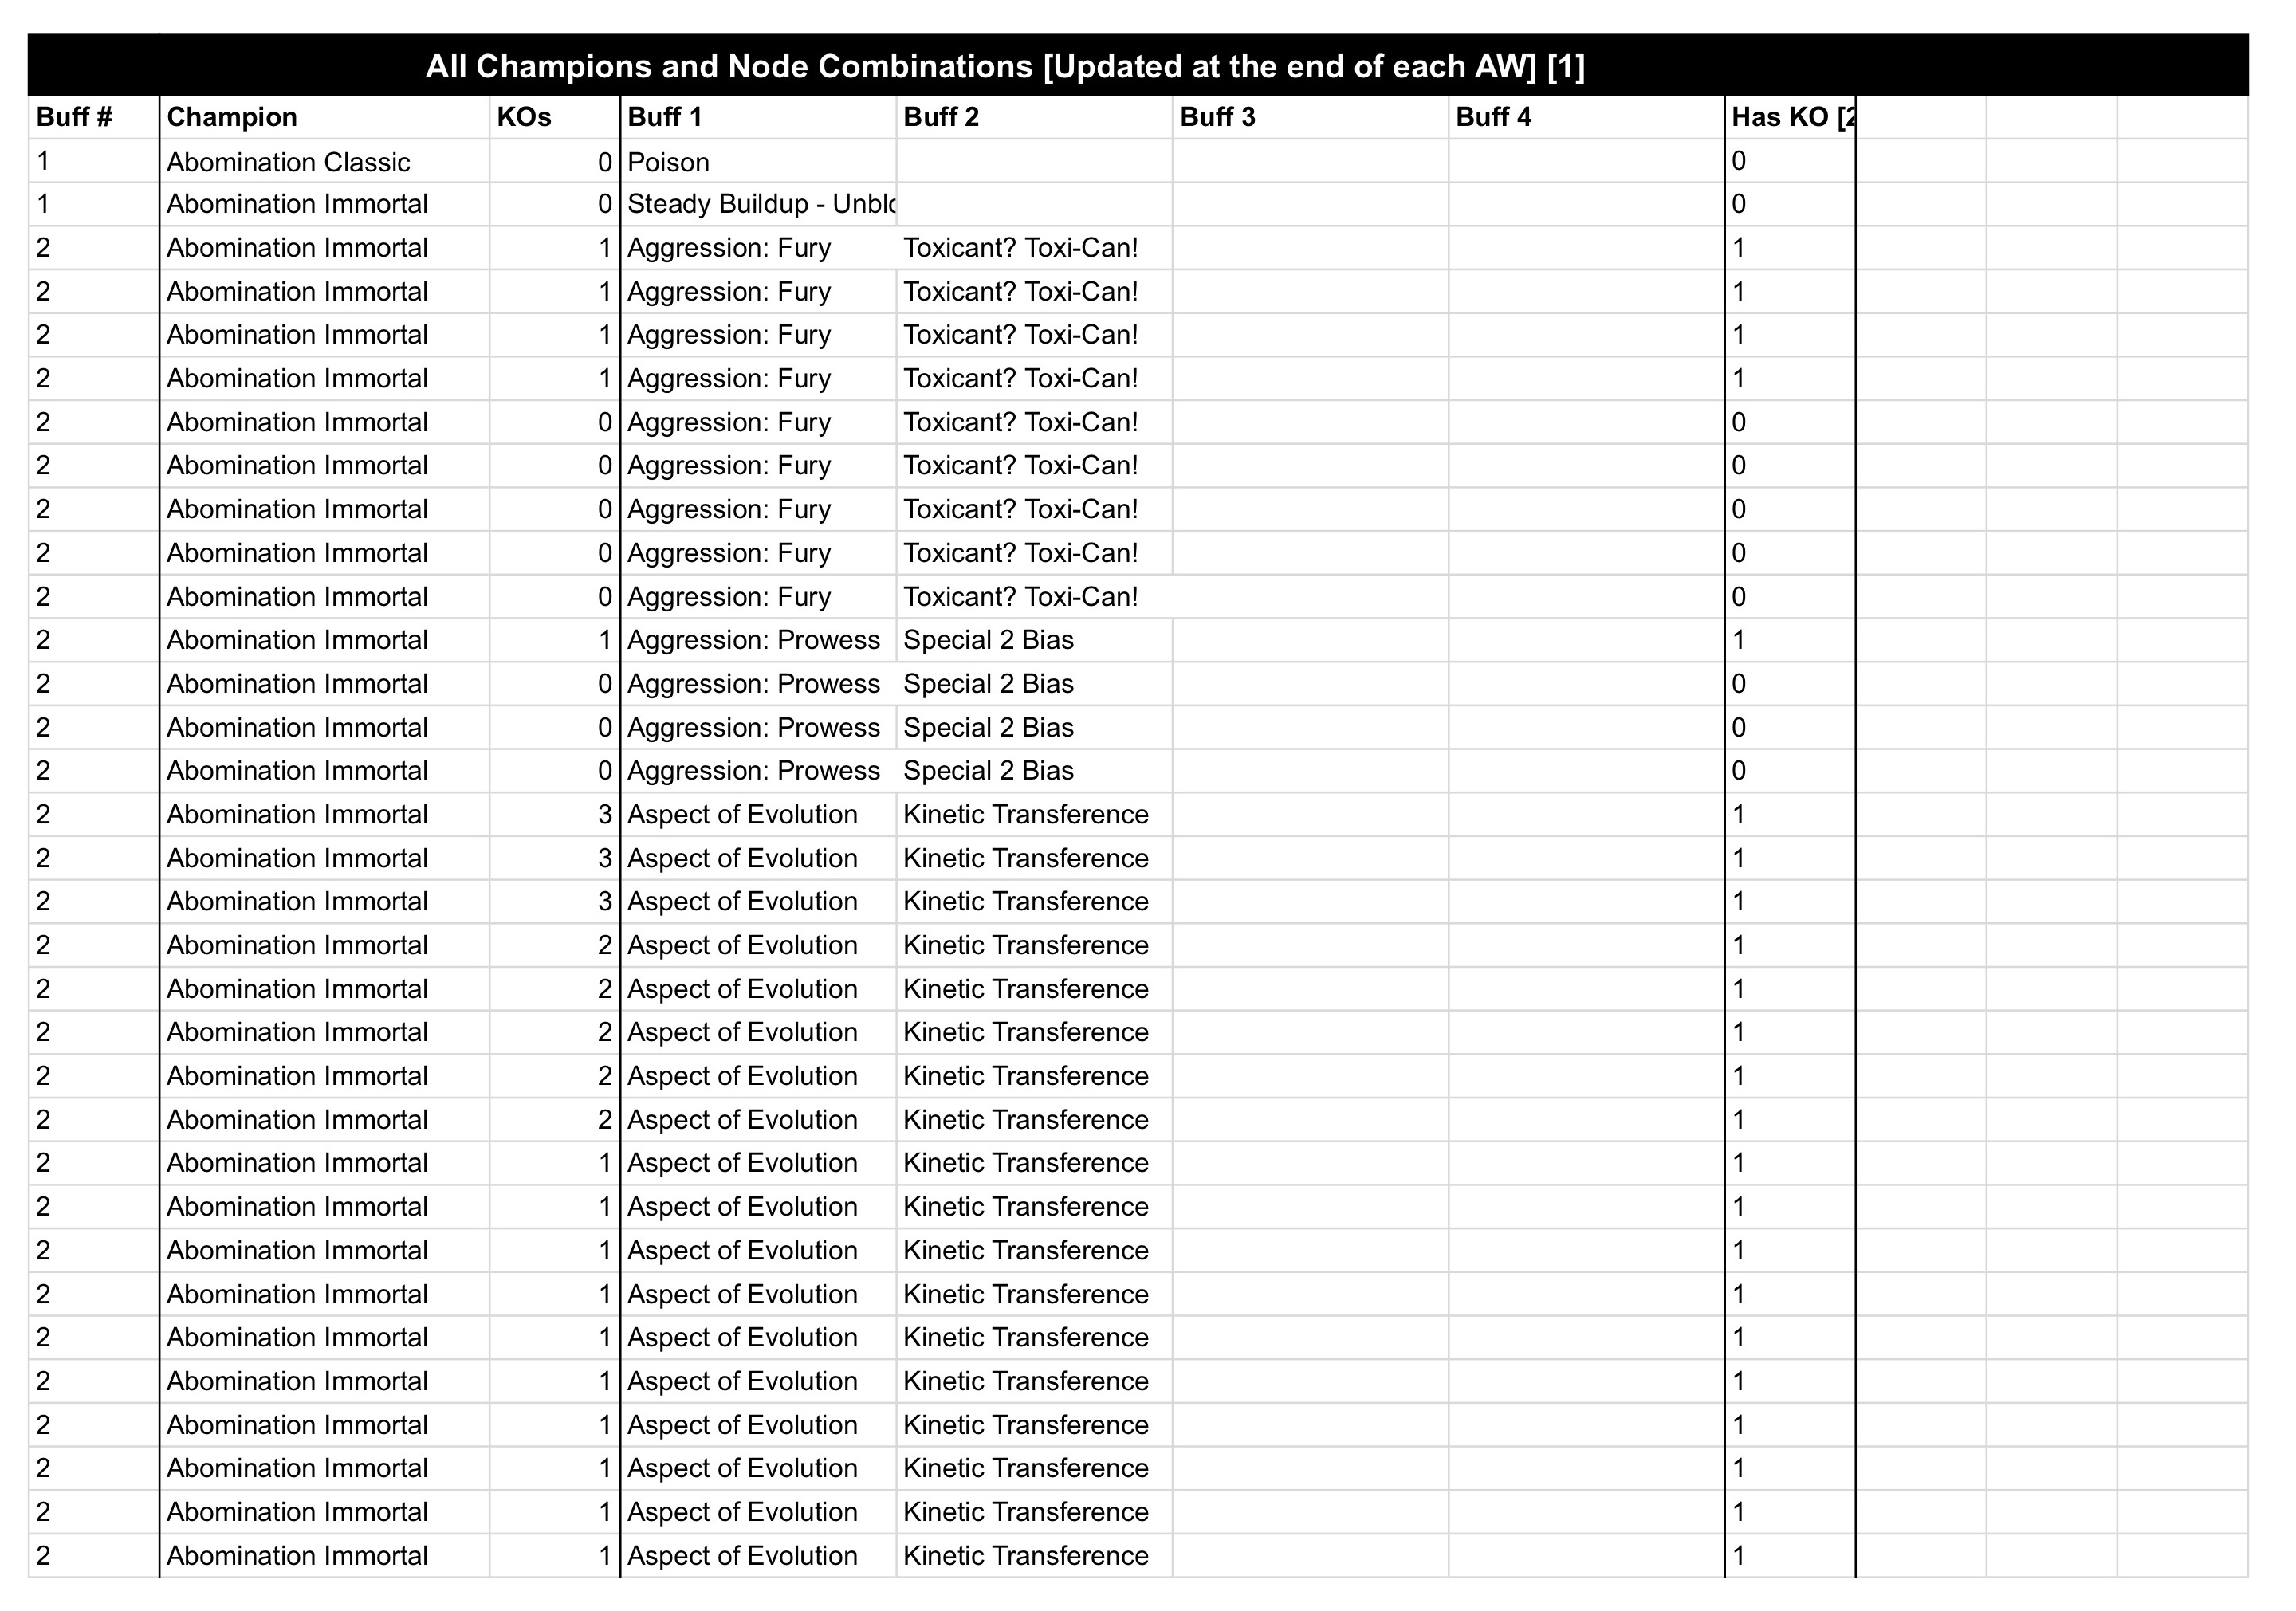 All Champions and Node Combinations [Updated at the end of each AW] [1]
Buff # Champion KOs Buff 1 Buff 2 Buff 3 Buff 4 Has KO [2
1 Abomination Classic 0 Poison 0
1 Abomination Immortal 0 Steady Buildup - Unblo 0
2 Abomination Immortal 1 Aggression: Fury Toxicant? Toxi-Can! 1
2 Abomination Immortal 1 Aggression: Fury Toxicant? Toxi-Can! 1
2 Abomination Immortal 1 Aggression: Fury Toxicant? Toxi-Can! 1
2 Abomination Immortal 1 Aggression: Fury Toxicant? Toxi-Can! 1
2 Abomination Immortal 0 Aggression: Fury Toxicant? Toxi-Can! 0
2 Abomination Immortal 0 Aggression: Fury Toxicant? Toxi-Can! 0
2 Abomination Immortal 0 Aggression: Fury Toxicant? Toxi-Can! 0
2 Abomination Immortal 0 Aggression: Fury Toxicant? Toxi-Can! 0
2 Abomination Immortal 0 Aggression: Fury Toxicant? Toxi-Can! 0
2 Abomination Immortal 1 Aggression: Prowess Special 2 Bias 1
2 Abomination Immortal 0 Aggression: Prowess Special 2 Bias 0
2 Abomination Immortal 0 Aggression: Prowess Special 2 Bias 0
2 Abomination Immortal 0 Aggression: Prowess Special 2 Bias 0
2 Abomination Immortal 3 Aspect of Evolution Kinetic Transference 1
2 Abomination Immortal 3 Aspect of Evolution Kinetic Transference 1
2 Abomination Immortal 3 Aspect of Evolution Kinetic Transference 1
2 Abomination Immortal 2 Aspect of Evolution Kinetic Transference 1
2 Abomination Immortal 2 Aspect of Evolution Kinetic Transference 1
2 Abomination Immortal 2 Aspect of Evolution Kinetic Transference 1
2 Abomination Immortal 2 Aspect of Evolution Kinetic Transference 1
2 Abomination Immortal 2 Aspect of Evolution Kinetic Transference 1
2 Abomination Immortal 1 Aspect of Evolution Kinetic Transference 1
2 Abomination Immortal 1 Aspect of Evolution Kinetic Transference 1
2 Abomination Immortal 1 Aspect of Evolution Kinetic Transference 1
2 Abomination Immortal 1 Aspect of Evolution Kinetic Transference 1
2 Abomination Immortal 1 Aspect of Evolution Kinetic Transference 1
2 Abomination Immortal 1 Aspect of Evolution Kinetic Transference 1
2 Abomination Immortal 1 Aspect of Evolution Kinetic Transference 1
2 Abomination Immortal 1 Aspect of Evolution Kinetic Transference 1
2 Abomination Immortal 1 Aspect of Evolution Kinetic Transference 1
2 Abomination Immortal 1 Aspect of Evolution Kinetic Transference 1